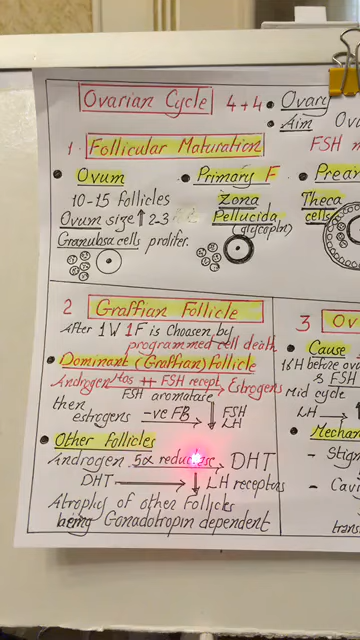 Ovarian Cycle
4+4
• Ovary
• Aim
1 Follicular Maturation
FSH
• Ovum
10-15 follicles
Ovum size ↑ 2-3
Granulosa cells prolifer.
• Primary F
Zona
Pellucida
(glycoptn)
• Prean
Theca
cells
2 Graffian Follicle
After 1W 1F is Choosen by
programmed cell death
• Dominant (Graffian) follicle
Androgen Has ++ FSH recept → Estrogens
FSH aromatase
then
estrogens -ve FB → ↓ FSH
LH
• Other follicles
Androgen 5α reductase → DHT
DHT → ↓ LH receptors
Atrophy of other follicles
being Gonadotropin dependent
3 Ov
• Cause
16H before ov
& FSH
Mid cycle
LH → ↑
• Mechan
- Stigm
- Cavi
trans